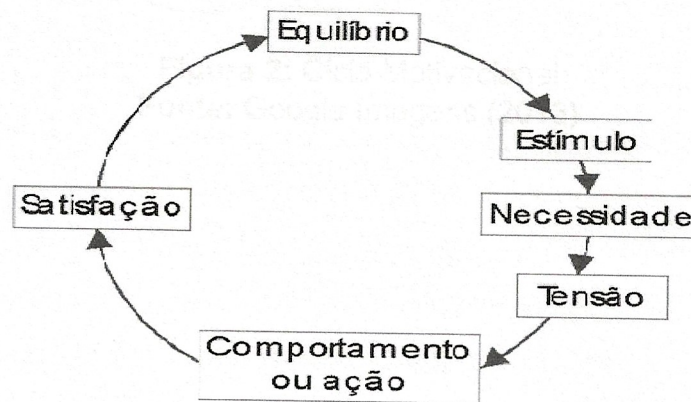 Equilíbrio
Estímulo
Necessidade
Tensão
Comportamento
ou ação
Satisfação